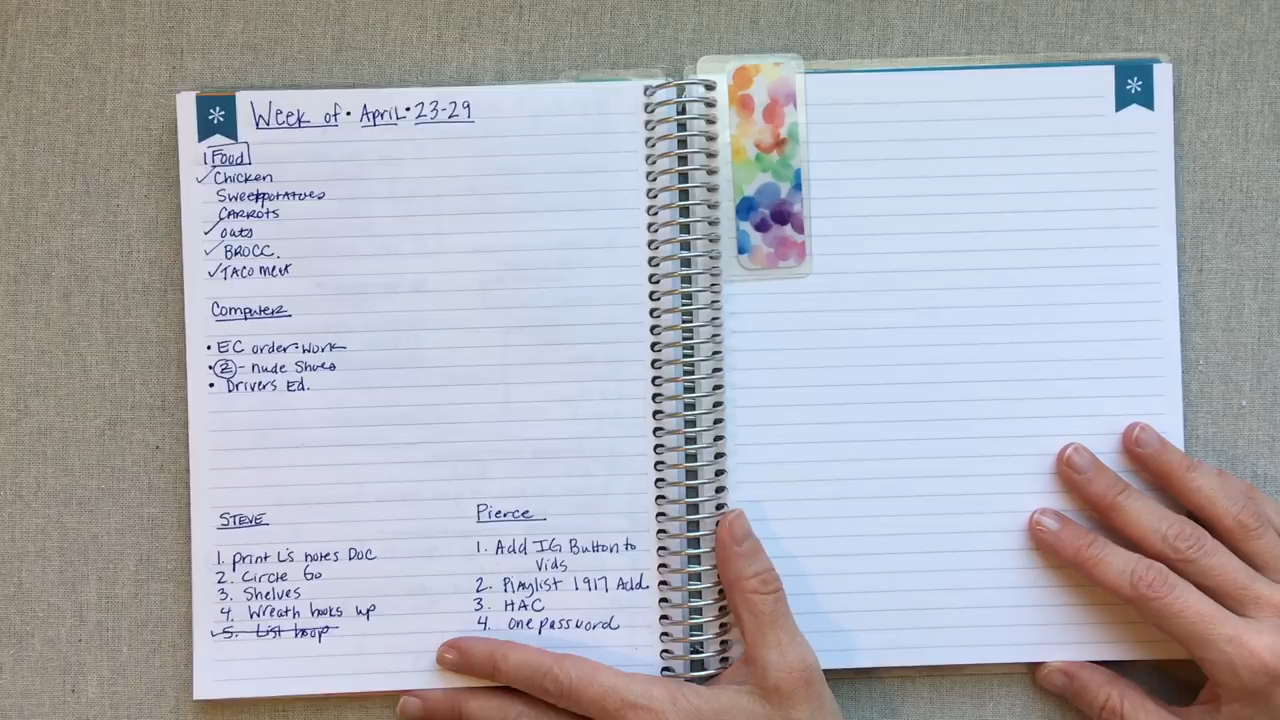 * Week of • April • 23-29 *
Food
✓ Chicken
Sweetpotatoes
CARROTS
✓ oats
✓ BROCC.
✓ TACO meat
Computer
• EC order-work
• 2 - nude Shoes
• Drivers Ed.
STEVE
1. print L's notes Doc
2. Circle Go
3. Shelves
4. Wreath hooks up
✓ 5. List hoop
Pierce
1. Add IG Button to
Vids
2. Playlist 1917 Add
3. HAC
4. onepassword